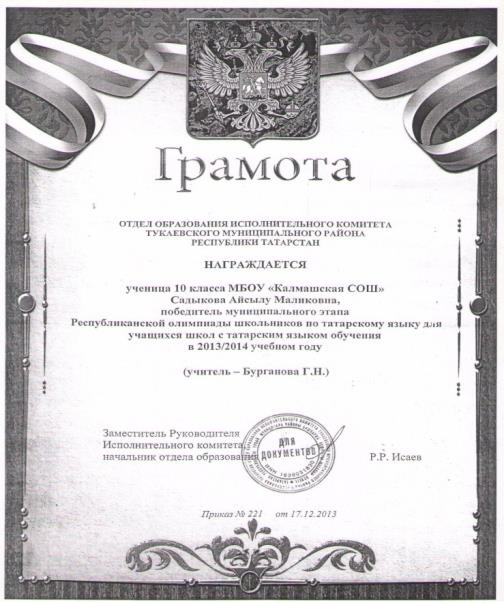 Грамота
ОТДЕЛ ОБРАЗОВАНИЯ ИСПОЛНИТЕЛЬНОГО КОМИТЕТА
ТУКАЕВСКОГО МУНИЦИПАЛЬНОГО РАЙОНА
РЕСПУБЛИКИ ТАТАРСТАН
НАГРАЖДАЕТСЯ
ученица 10 класса МБОУ «Калмашская СОШ»
Садыкова Айсылу Маликовна,
победитель муниципального этапа
Республиканской олимпиады школьников по татарскому языку для
учащихся школ с татарским языком обучения
в 2013/2014 учебном году
(учитель – Бурганова Г.Н.)
Заместитель Руководителя
Исполнительного комитета,
начальник отдела образования
Р.Р. Исаев
ДЛЯ
ДОКУМЕНТОВ
Приказ № 221 от 17.12.2013